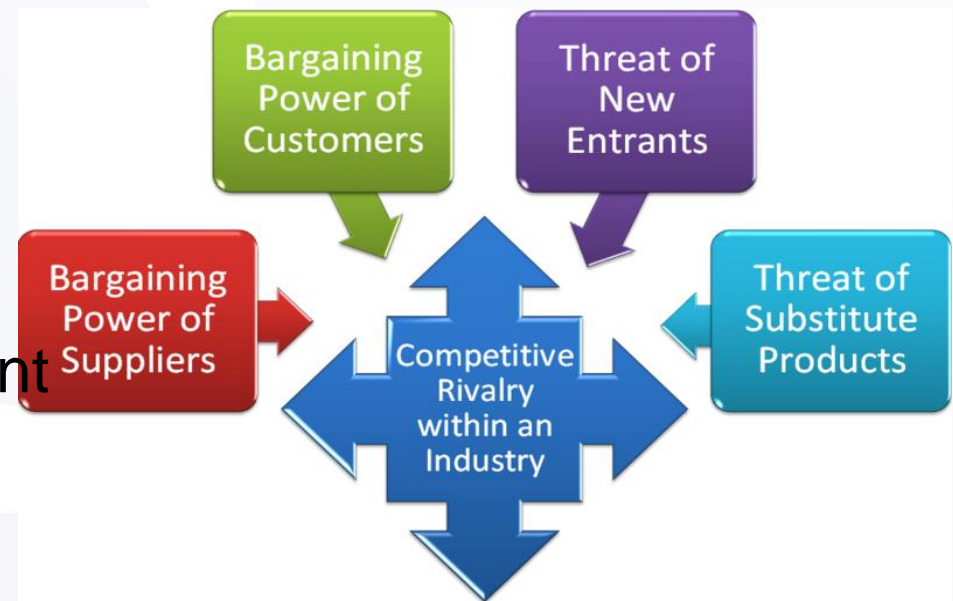 Bargaining
Power of
Customers
Threat of
New
Entrants
Bargaining
Power of
Suppliers
nt
Threat of
Substitute
Products
Competitive
Rivalry
within an
Industry